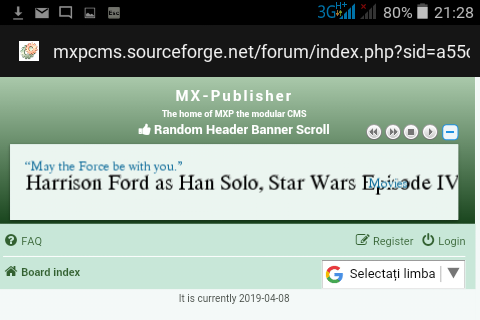 3G H+ 80% 21:28
mxpcms.sourceforge.net/forum/index.php?sid=a55c
MX-Publisher
The home of MXP the modular CMS
Random Header Banner Scroll
“May the Force be with you.”
Harrison Ford as Han Solo, Star Wars Episode IV
Movies
FAQ Register Login
Board index
G Selectați limba
It is currently 2019-04-08